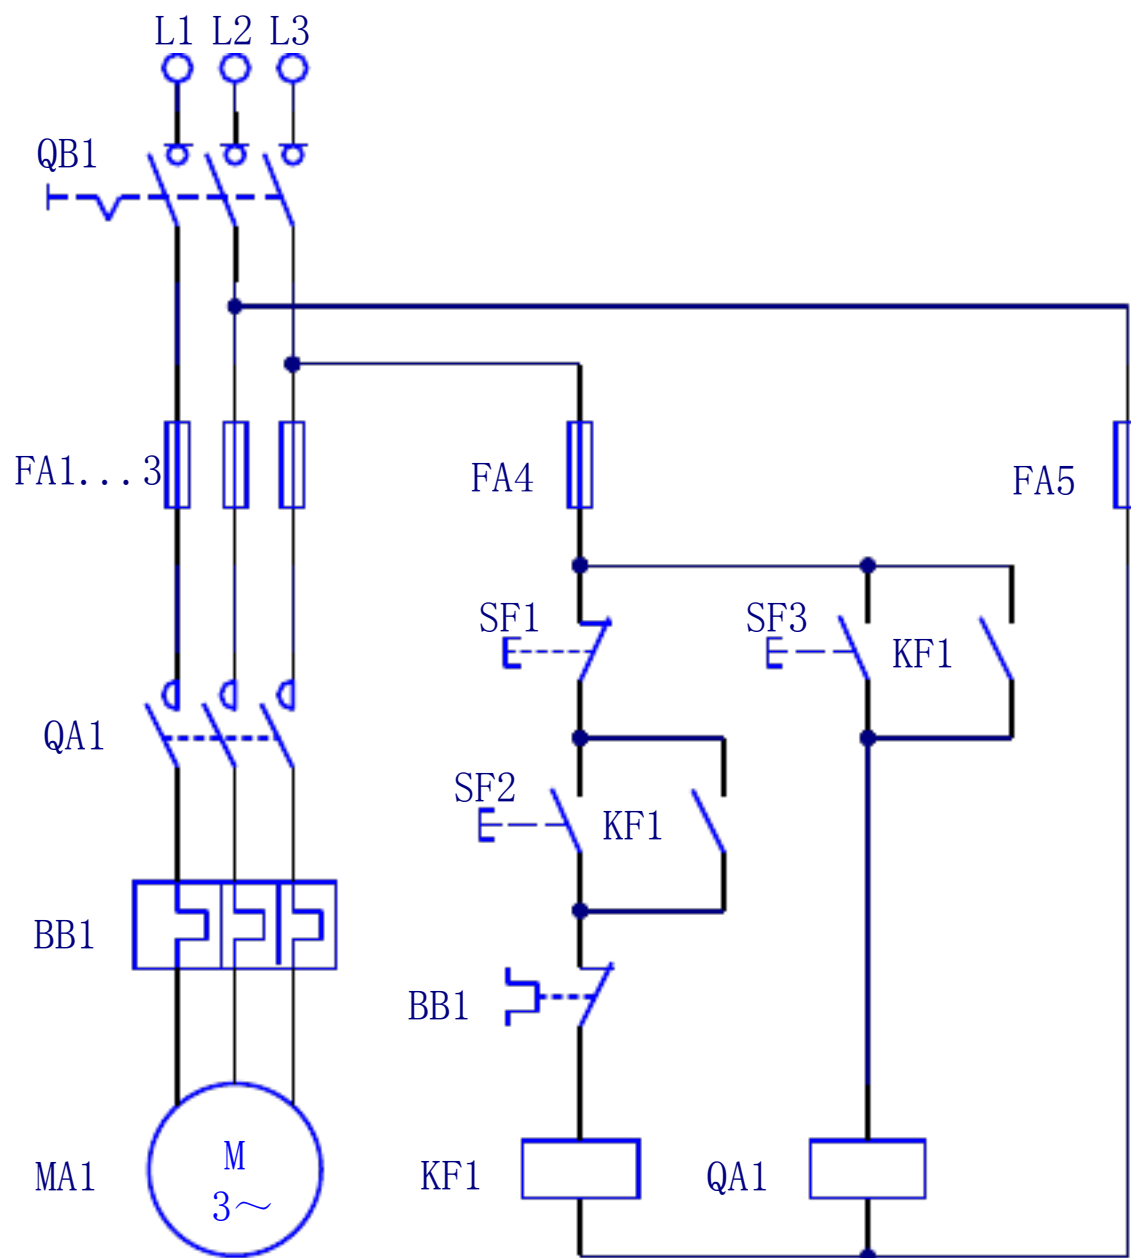 L1 L2 L3
QB1
FA1...3
FA4
FA5
SF1
SF3
KF1
QA1
SF2
KF1
BB1
BB1
MA1
M
3～
KF1
QA1